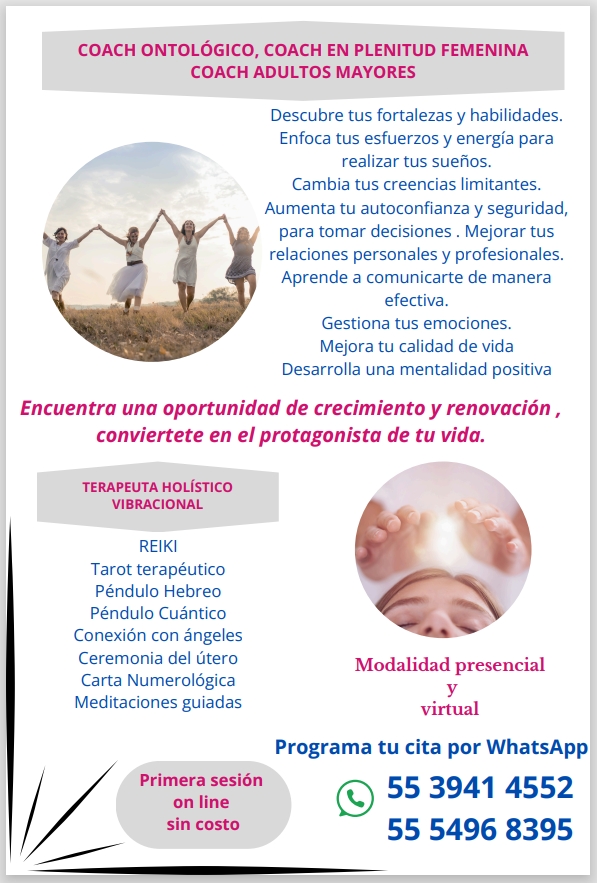 COACH ONTOLÓGICO, COACH EN PLENITUD FEMENINA
COACH ADULTOS MAYORES
Descubre tus fortalezas y habilidades.
Enfoca tus esfuerzos y energía para
realizar tus sueños.
Cambia tus creencias limitantes.
Aumenta tu autoconfianza y seguridad,
para tomar decisiones . Mejorar tus
relaciones personales y profesionales.
Aprende a comunicarte de manera
efectiva.
Gestiona tus emociones.
Mejora tu calidad de vida
Desarrolla una mentalidad positiva
Encuentra una oportunidad de crecimiento y renovación ,
conviertete en el protagonista de tu vida.
TERAPEUTA HOLÍSTICO
VIBRACIONAL
REIKI
Tarot terapéutico
Péndulo Hebreo
Péndulo Cuántico
Conexión con ángeles
Ceremonia del útero
Carta Numerológica
Meditaciones guiadas
Modalidad presencial
y
virtual
Programa tu cita por WhatsApp
55 3941 4552
55 5496 8395
Primera sesión
on line
sin costo